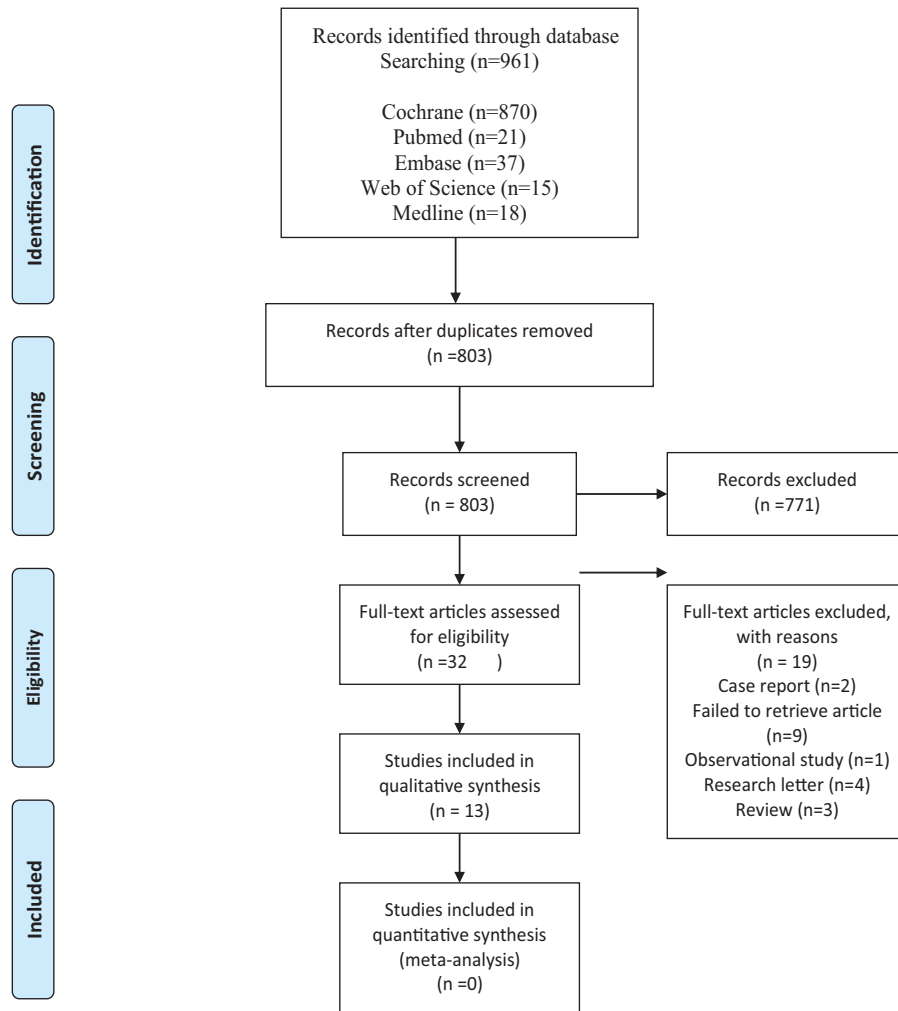 Records identified through database
Searching (n=961)
Cochrane (n=870)
Pubmed (n=21)
Embase (n=37)
Web of Science (n=15)
Medline (n=18)
Identification
Records after duplicates removed
(n =803)
Screening
Records screened
(n = 803)
Records excluded
(n =771)
Eligibility
Full-text articles assessed
for eligibility
(n =32      )
Full-text articles excluded,
with reasons
(n = 19)
Case report (n=2)
Failed to retrieve article
(n=9)
Observational study (n=1)
Research letter (n=4)
Review (n=3)
Studies included in
qualitative synthesis
(n = 13)
Included
Studies included in
quantitative synthesis
(meta-analysis)
(n =0)